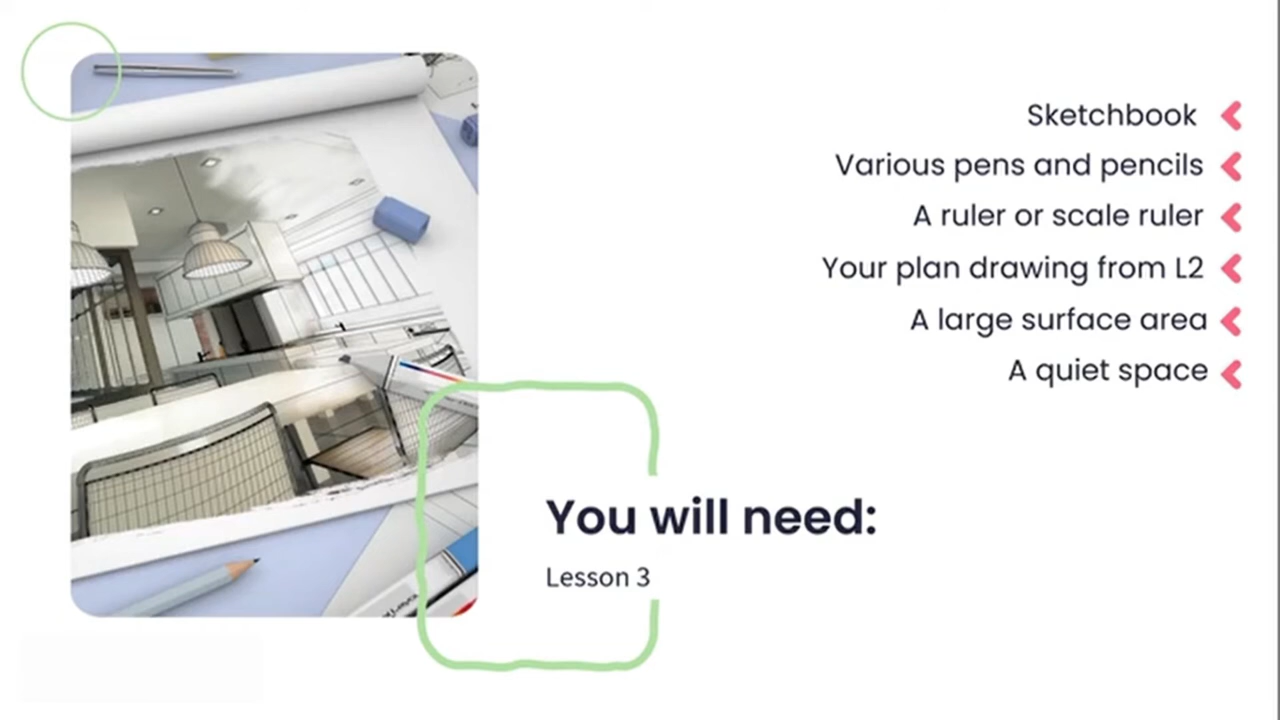 Sketchbook
Various pens and pencils
A ruler or scale ruler
Your plan drawing from L2
A large surface area
A quiet space
You will need:
Lesson 3